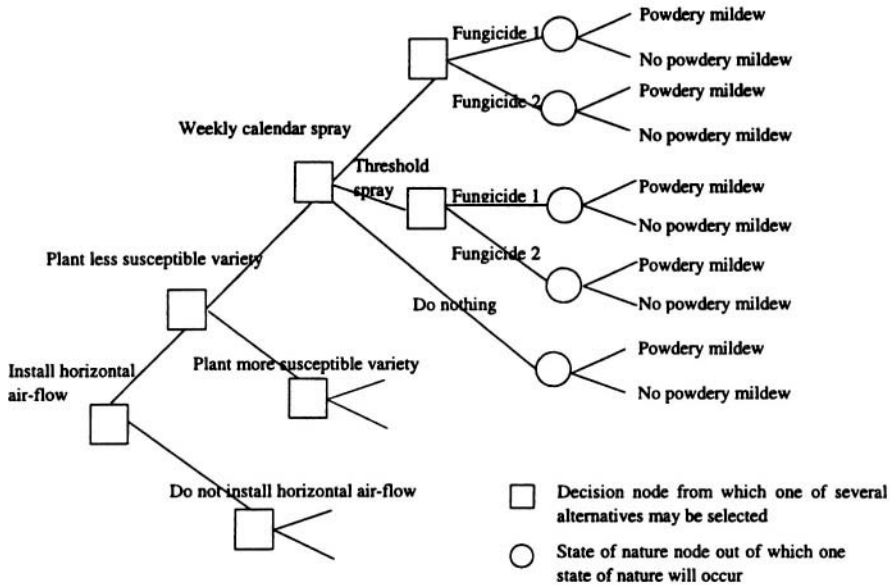 Fungicide 1
Powdery mildew
No powdery mildew
Fungicide 2
Powdery mildew
No powdery mildew
Weekly calendar spray
Threshold
spray
Fungicide 1
Powdery mildew
No powdery mildew
Fungicide 2
Powdery mildew
No powdery mildew
Plant less susceptible variety
Do nothing
Powdery mildew
No powdery mildew
Install horizontal
air-flow
Plant more susceptible variety
Do not install horizontal air-flow
Decision node from which one of several
alternatives may be selected
State of nature node out of which one
state of nature will occur